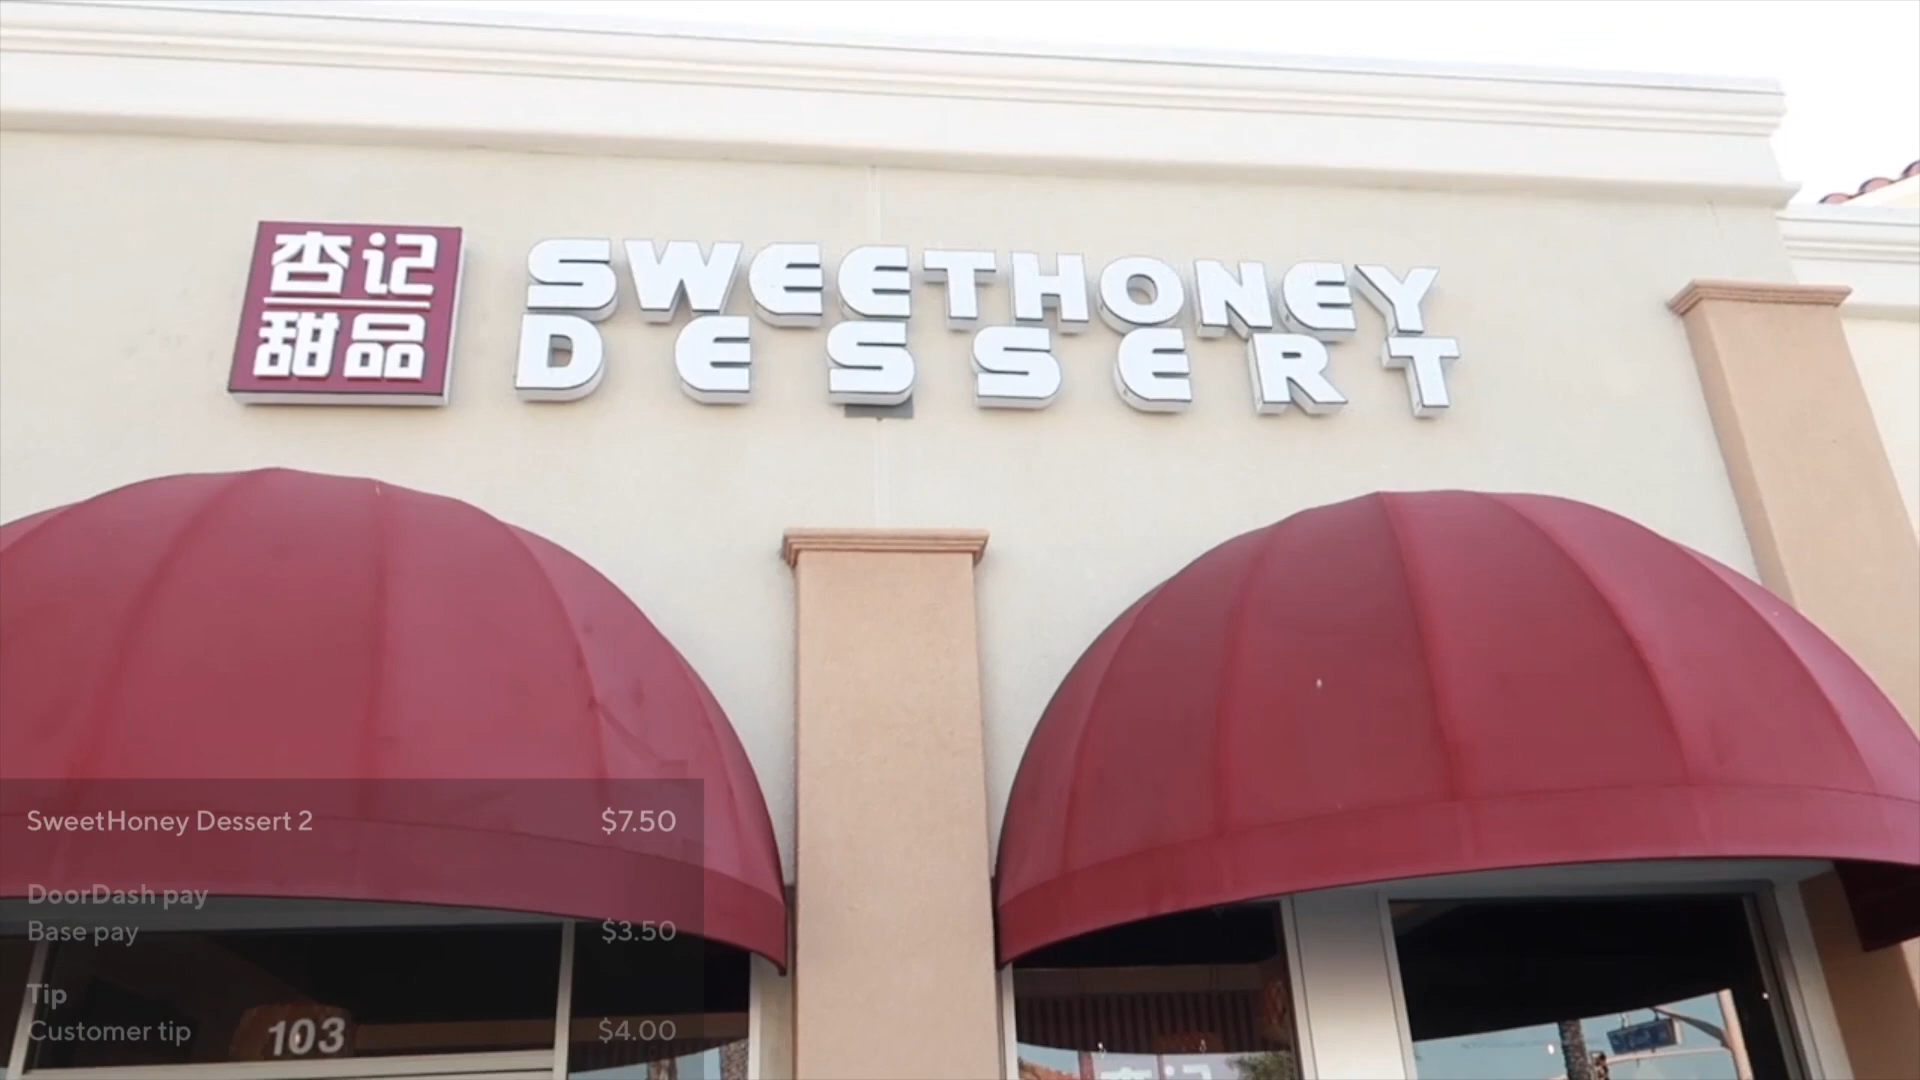 杏记
甜品
SWEETHONEY
DESSERT
SweetHoney Dessert 2 $7.50
DoorDash pay
Base pay $3.50
Tip
Customer tip $4.00
103